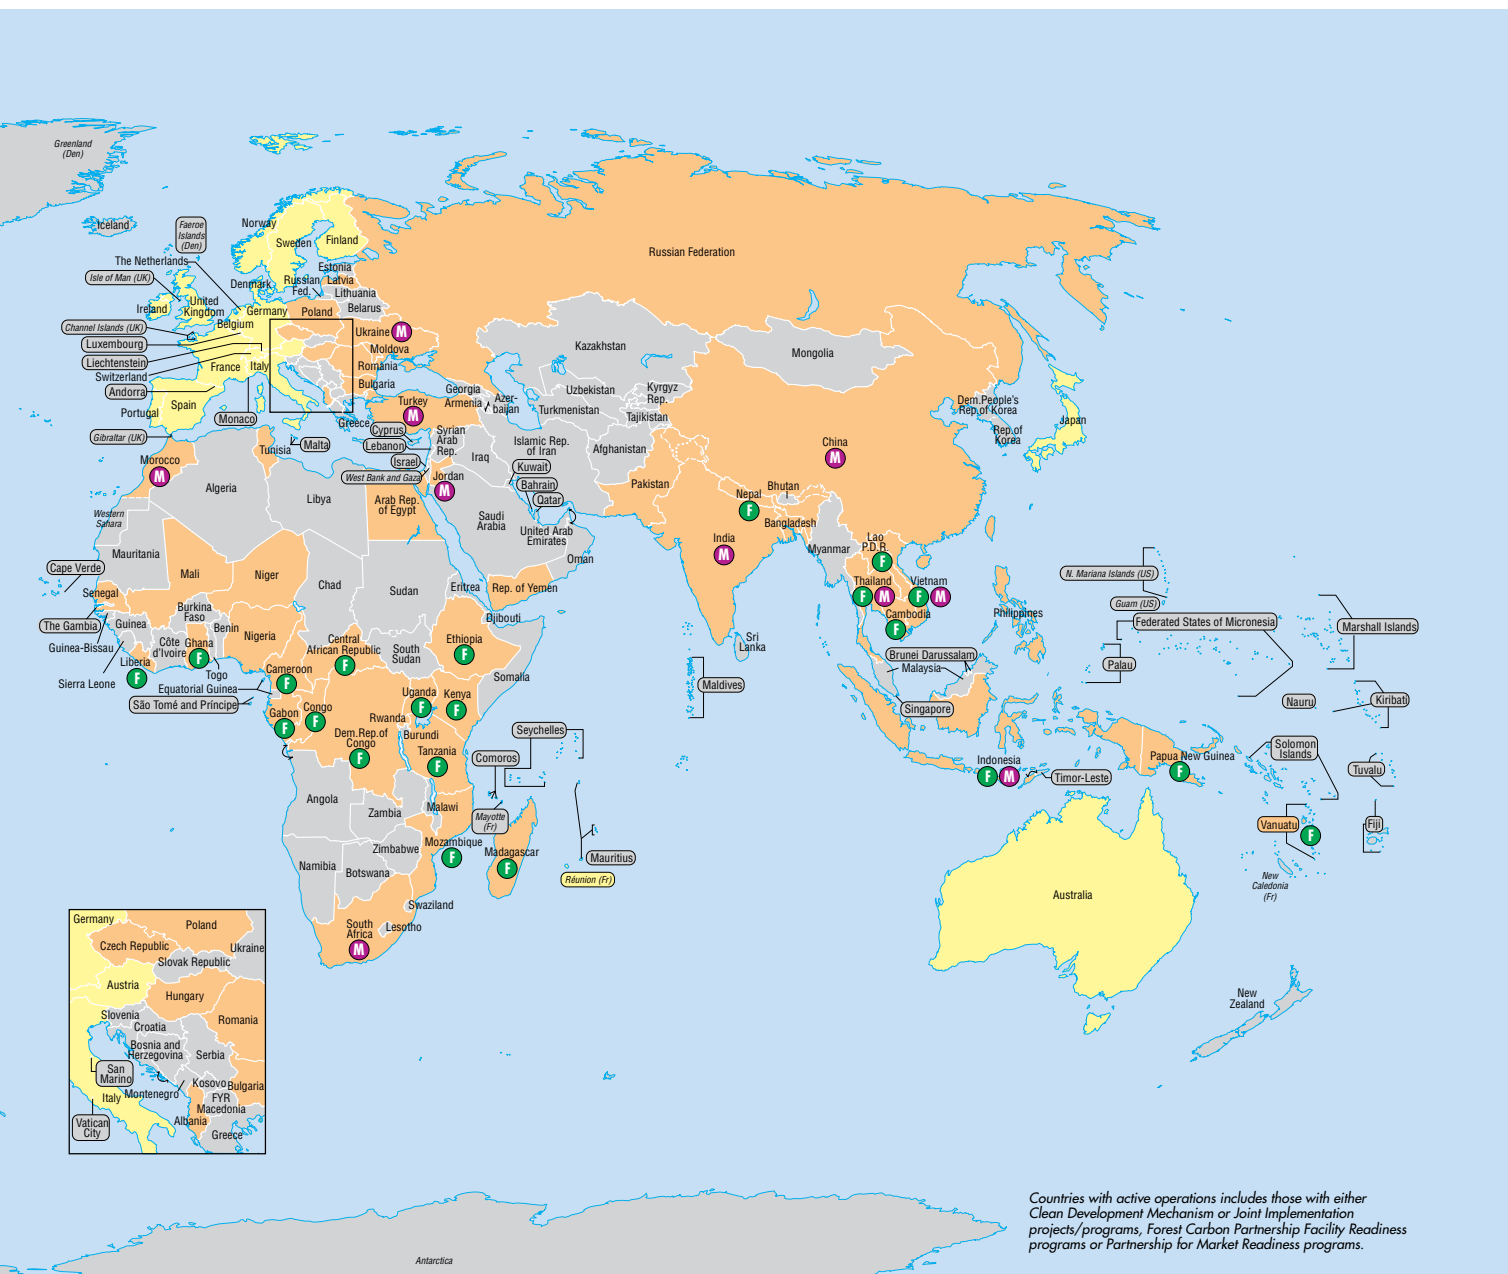 Greenland
(Den)
Iceland
Faeroe
Islands
(Den)
Norway
Sweden
Finland
Russian Federation
The Netherlands
Isle of Man (UK)
Estonia
Latvia
Russian
Fed.
Lithuania
Denmark
Belarus
Ireland
United
Kingdom
Germany
Poland
Channel Islands (UK)
Belgium
Ukraine
M
Luxembourg
Moldova
Liechtenstein
France
Italy
Romania
Switzerland
Andorra
Bulgaria
Spain
Portugal
Monaco
Greece
Gibraltar (UK)
Malta
Tunisia
Turkey
M
Georgia
Armenia
Azer-
baijan
Cyprus
Lebanon
Syrian
Arab
Rep.
Israel
West Bank and Gaza
Jordan
M
Iraq
Islamic Rep.
of Iran
Kuwait
Bahrain
Qatar
Saudi
Arabia
United Arab
Emirates
Oman
Rep. of Yemen
Kazakhstan
Uzbekistan
Turkmenistan
Kyrgyz
Rep.
Tajikistan
Afghanistan
Pakistan
Mongolia
China
M
Dem.People's
Rep.of Korea
Rep.of
Korea
Japan
Nepal
F
Bhutan
Bangladesh
India
M
Myanmar
Lao
P.D.R.
F
Thailand
F
M
Vietnam
F
M
Cambodia
F
Sri
Lanka
Maldives
Philippines
Brunei Darussalam
Malaysia
Singapore
Indonesia
F
M
Timor-Leste
Papua New Guinea
F
N. Mariana Islands (US)
Guam (US)
Federated States of Micronesia
Marshall Islands
Palau
Nauru
Kiribati
Solomon
Islands
Tuvalu
Vanuatu
F
Fiji
New
Caledonia
(Fr)
Australia
New
Zealand
Morocco
M
Algeria
Libya
Arab Rep.
of Egypt
Western
Sahara
Mauritania
Cape Verde
Mali
Niger
Chad
Sudan
Eritrea
Djibouti
Senegal
The Gambia
Guinea-Bissau
Guinea
Burkina
Faso
Benin
Nigeria
Côte
d'Ivoire
Ghana
F
Liberia
F
Togo
Sierra Leone
Central
African Republic
F
South
Sudan
Ethiopia
F
Somalia
Cameroon
F
Equatorial Guinea
São Tomé and Príncipe
Gabon
F
Congo
F
Uganda
F
Kenya
F
Rwanda
Burundi
Dem.Rep.of
Congo
F
Tanzania
F
Seychelles
Comoros
Mayotte
(Fr)
Angola
Zambia
Malawi
Mozambique
F
Zimbabwe
Madagascar
F
Mauritius
Réunion (Fr)
Namibia
Botswana
Swaziland
Lesotho
South
Africa
M
Germany
Poland
Czech Republic
Ukraine
Slovak Republic
Austria
Hungary
Slovenia
Croatia
Romania
Bosnia and
Herzegovina
Serbia
San
Marino
Kosovo
Bulgaria
Montenegro
FYR
Macedonia
Italy
Albania
Vatican
City
Greece
Countries with active operations includes those with either
Clean Development Mechanism or Joint Implementation
projects/programs, Forest Carbon Partnership Facility Readiness
programs or Partnership for Market Readiness programs.
Antarctica